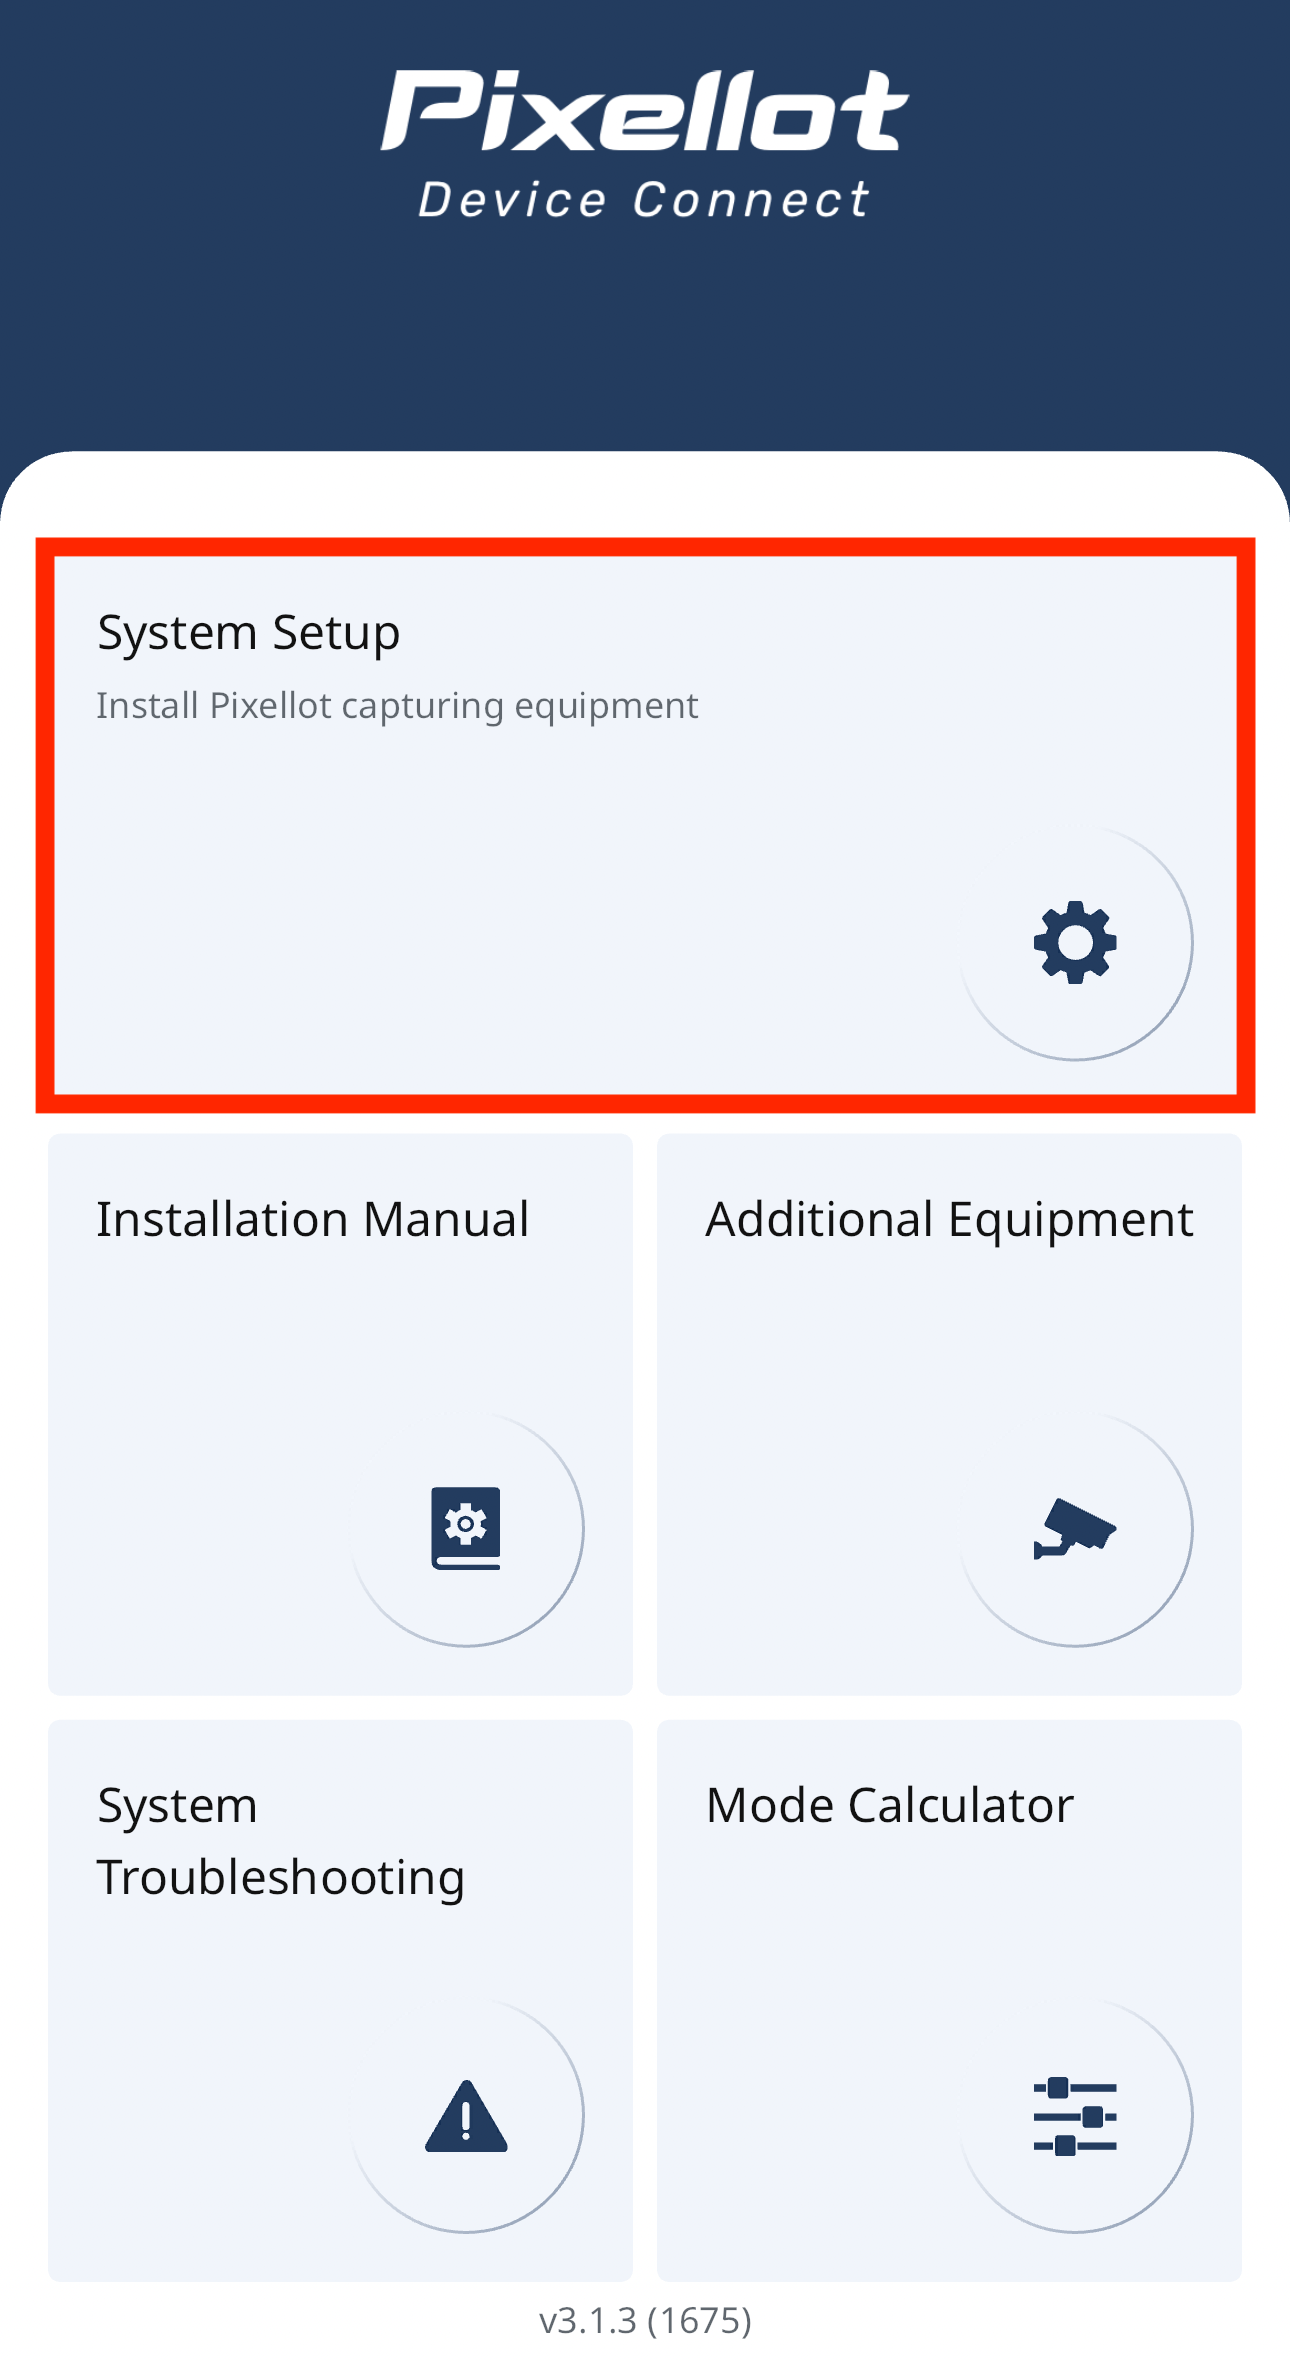 Pixellot
Device Connect
System Setup
Install Pixellot capturing equipment
Installation Manual
Additional Equipment
System
Troubleshooting
Mode Calculator
v3.1.3 (1675)